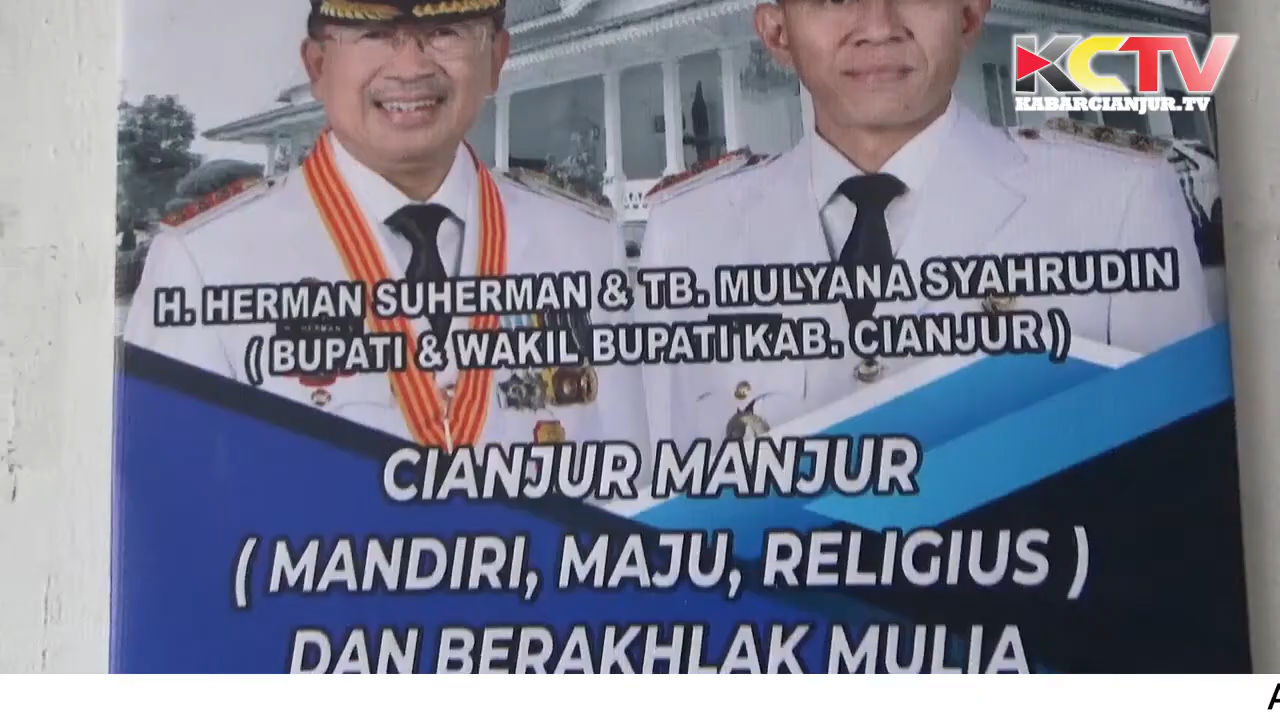 KCTV
KABARCIANJUR.TV
H. HERMAN SUHERMAN & TB. MULYANA SYAHRUDIN
( BUPATI & WAKIL BUPATI KAB. CIANJUR )
CIANJUR MANJUR
( MANDIRI, MAJU, RELIGIUS )
DAN BERAKHLAK MULIA